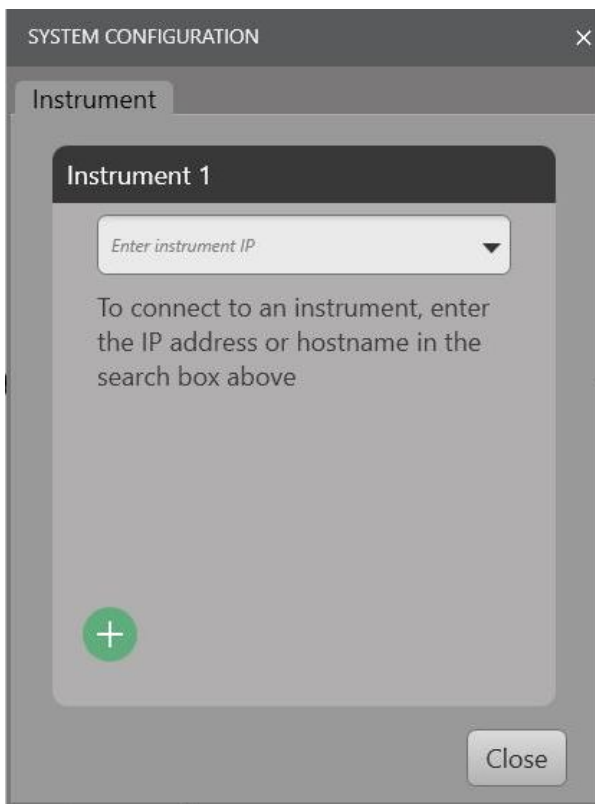 SYSTEM CONFIGURATION
Instrument
Instrument 1
Enter instrument IP
To connect to an instrument, enter
the IP address or hostname in the
search box above
Close